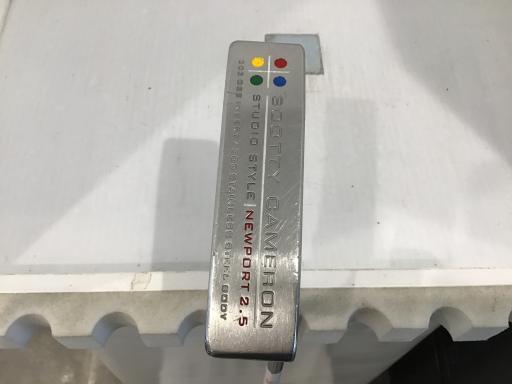 SCOTTY CAMERON
STUDIO STYLE | NEWPORT 2.5
303 GSS INSERT / 303 STAINLESS STEEL BODY